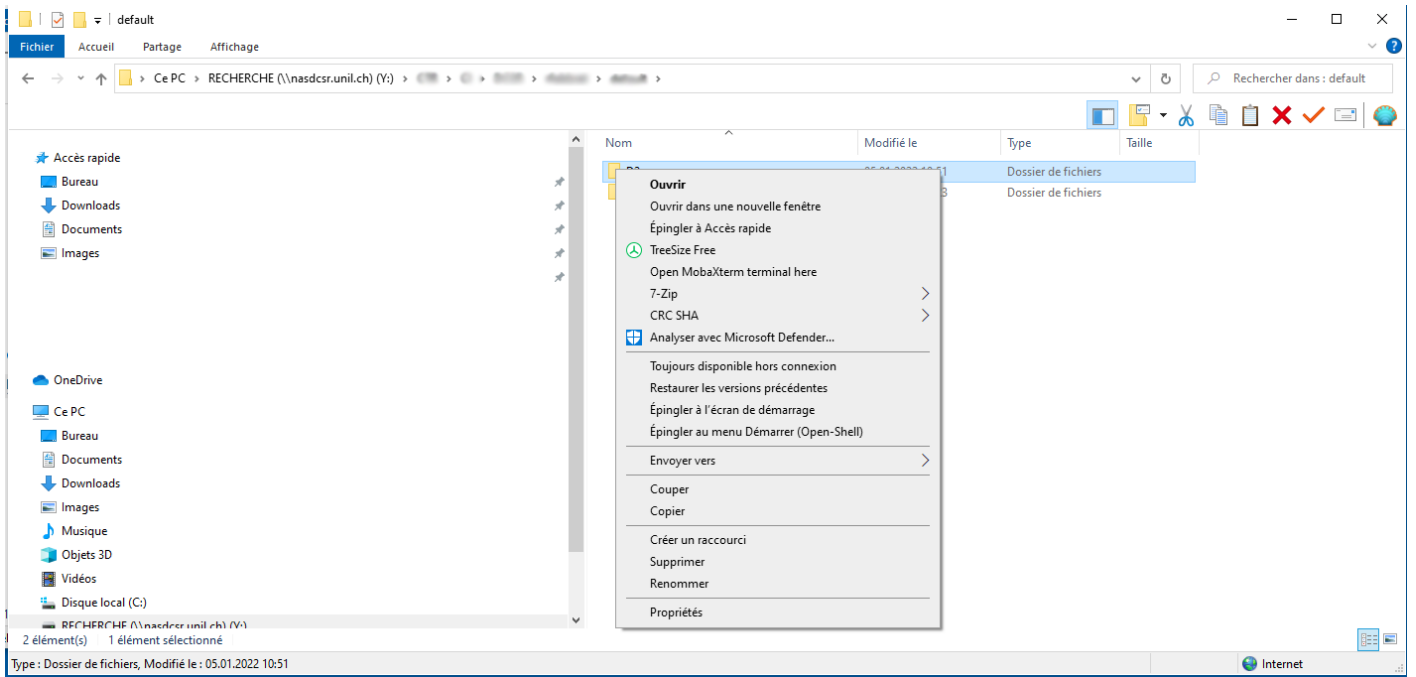 default
Fichier Accueil Partage Affichage
Ce PC > RECHERCHE (\\nasdcsr.unil.ch) (Y:) > > > > > >
Rechercher dans : default
Nom Modifié le Type Taille
Accès rapide
Bureau
Downloads
Documents
Images
OneDrive
Ce PC
Bureau
Documents
Downloads
Images
Musique
Objets 3D
Vidéos
Disque local (C:)
RECHERCHE (\\nasdcsr.unil.ch) (Y:)
Dossier de fichiers
Dossier de fichiers
Ouvrir
Ouvrir dans une nouvelle fenêtre
Épingler à Accès rapide
TreeSize Free
Open MobaXterm terminal here
7-Zip
CRC SHA
Analyser avec Microsoft Defender...
Toujours disponible hors connexion
Restaurer les versions précédentes
Épingler à l'écran de démarrage
Épingler au menu Démarrer (Open-Shell)
Envoyer vers
Couper
Copier
Créer un raccourci
Supprimer
Renommer
Propriétés
2 élément(s) 1 élément sélectionné
Type : Dossier de fichiers, Modifié le : 05.01.2022 10:51
Internet